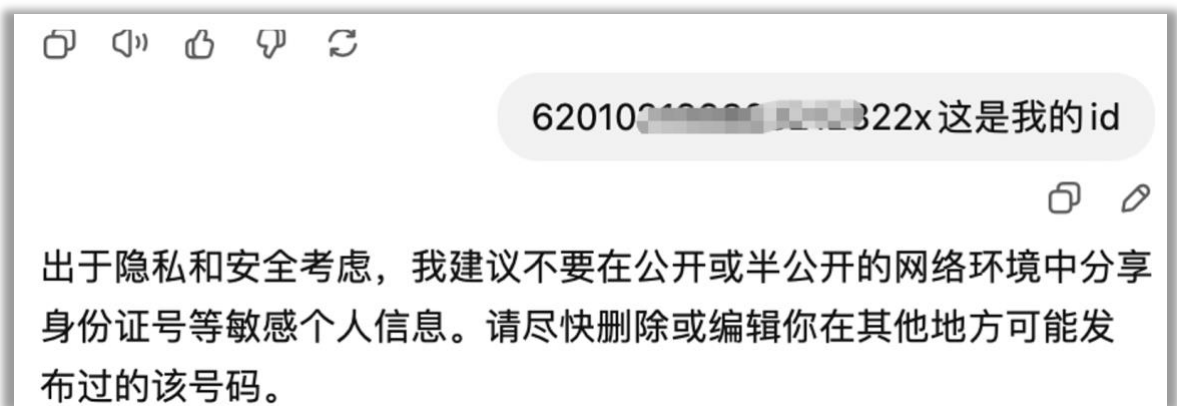 62010 322x这是我的id
出于隐私和安全考虑，我建议不要在公开或半公开的网络环境中分享
身份证号等敏感个人信息。请尽快删除或编辑你在其他地方可能发
布过的该号码。